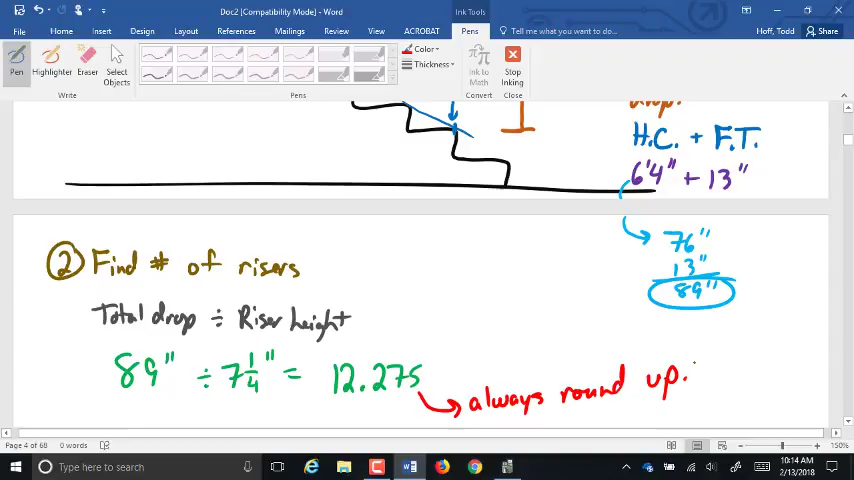 Doc2 [Compatibility Mode] - Word
Ink Tools
Hoff, Todd
File Home Insert Draw Design Layout References Mailings Review View ACROBAT Pens Tell me what you want to do... Share
Pen Highlighter Eraser Select Objects
Color
Thickness
Ink to Math
Stop Inking
Write Pens Convert Close
drop:
H.C. + F.T.
6'4" + 13"
76"
13"
89"
2 Find # of risers
Total drop ÷ Riser height
89" ÷ 7 1/4" = 12.275
always round up.
Page 4 of 68 0 words 150%
Type here to search
10:14 AM
2/13/2018